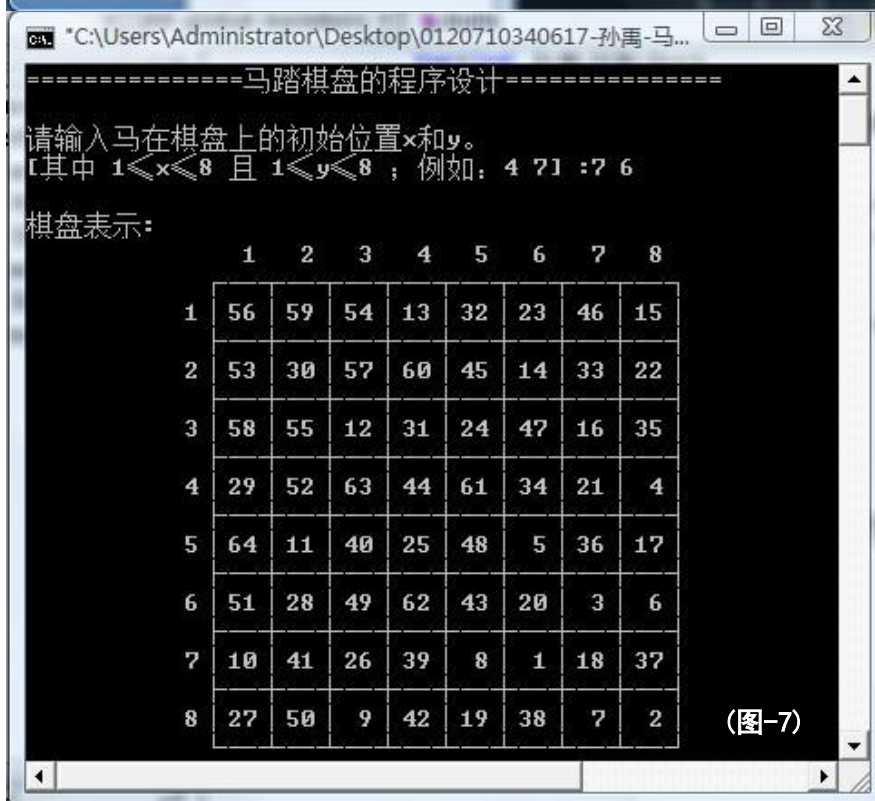 "C:\Users\Administrator\Desktop\0120710340617-孙禹-马...
===============马踏棋盘的程序设计===============
请输入马在棋盘上的初始位置x和y。
[其中 1≤x≤8 且 1≤y≤8 ; 例如: 4 7] :7 6
棋盘表示:
1 2 3 4 5 6 7 8
1 56 59 54 13 32 23 46 15
2 53 30 57 60 45 14 33 22
3 58 55 12 31 24 47 16 35
4 29 52 63 44 61 34 21 4
5 64 11 40 25 48 5 36 17
6 51 28 49 62 43 20 3 6
7 10 41 26 39 8 1 18 37
8 27 50 9 42 19 38 7 2
(图-7)